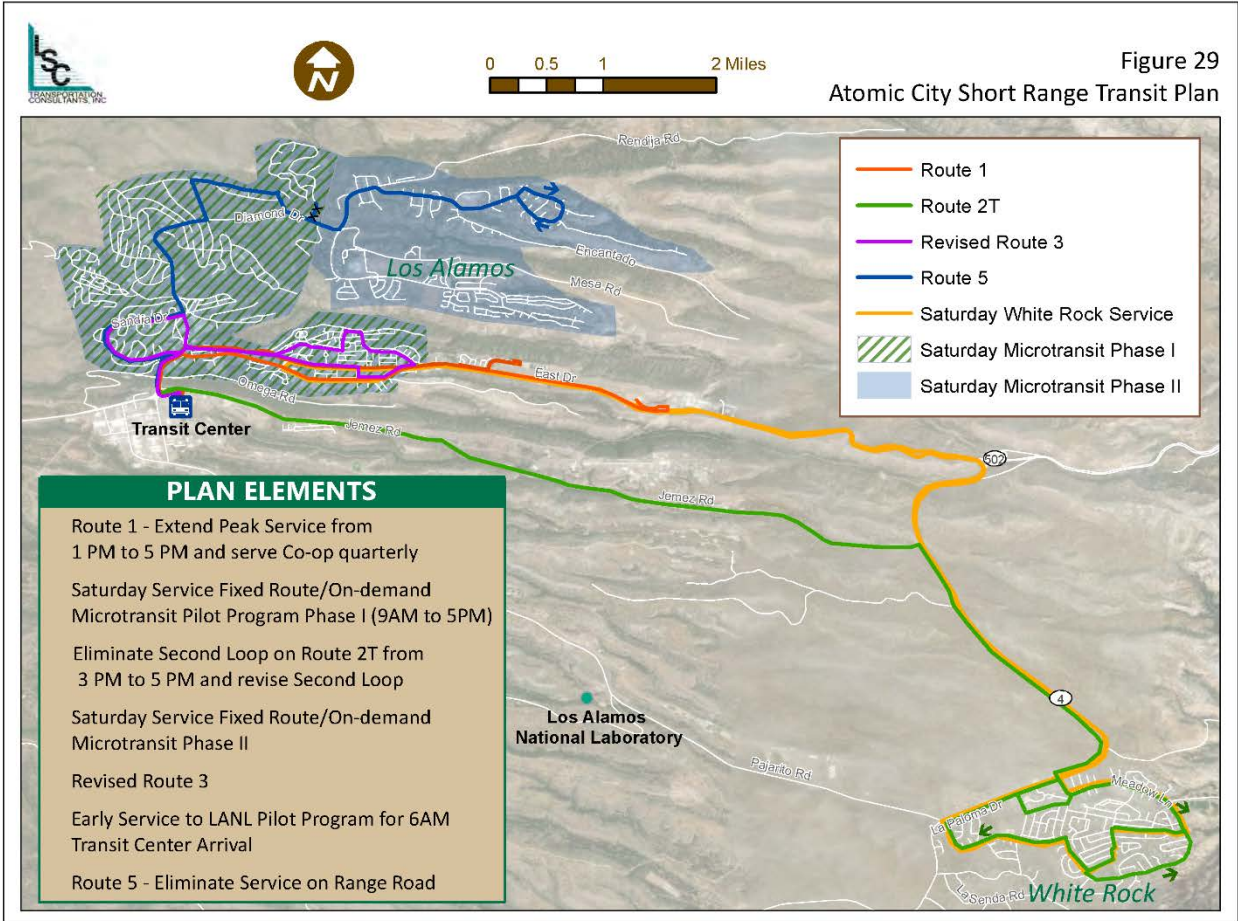 LSC
TRANSPORTATION
CONSULTANTS, INC
N
0 0.5 1 2 Miles
Figure 29
Atomic City Short Range Transit Plan
Route 1
Route 2T
Revised Route 3
Route 5
Saturday White Rock Service
Saturday Microtransit Phase I
Saturday Microtransit Phase II
Rendija Rd
Diamond Dr
XX
Encantado
Los Alamos
Mesa Rd
Sandia Dr
East Dr
Omega Rd
Transit Center
Jemez Rd
502
Jemez Rd
PLAN ELEMENTS
Route 1 - Extend Peak Service from
1 PM to 5 PM and serve Co-op quarterly
Saturday Service Fixed Route/On-demand
Microtransit Pilot Program Phase I (9AM to 5PM)
Eliminate Second Loop on Route 2T from
3 PM to 5 PM and revise Second Loop
Saturday Service Fixed Route/On-demand
Microtransit Phase II
Revised Route 3
Early Service to LANL Pilot Program for 6AM
Transit Center Arrival
Route 5 - Eliminate Service on Range Road
4
Los Alamos
National Laboratory
Pajarito Rd
Meadow Ln
La Paloma Dr
La Senda Rd
White Rock